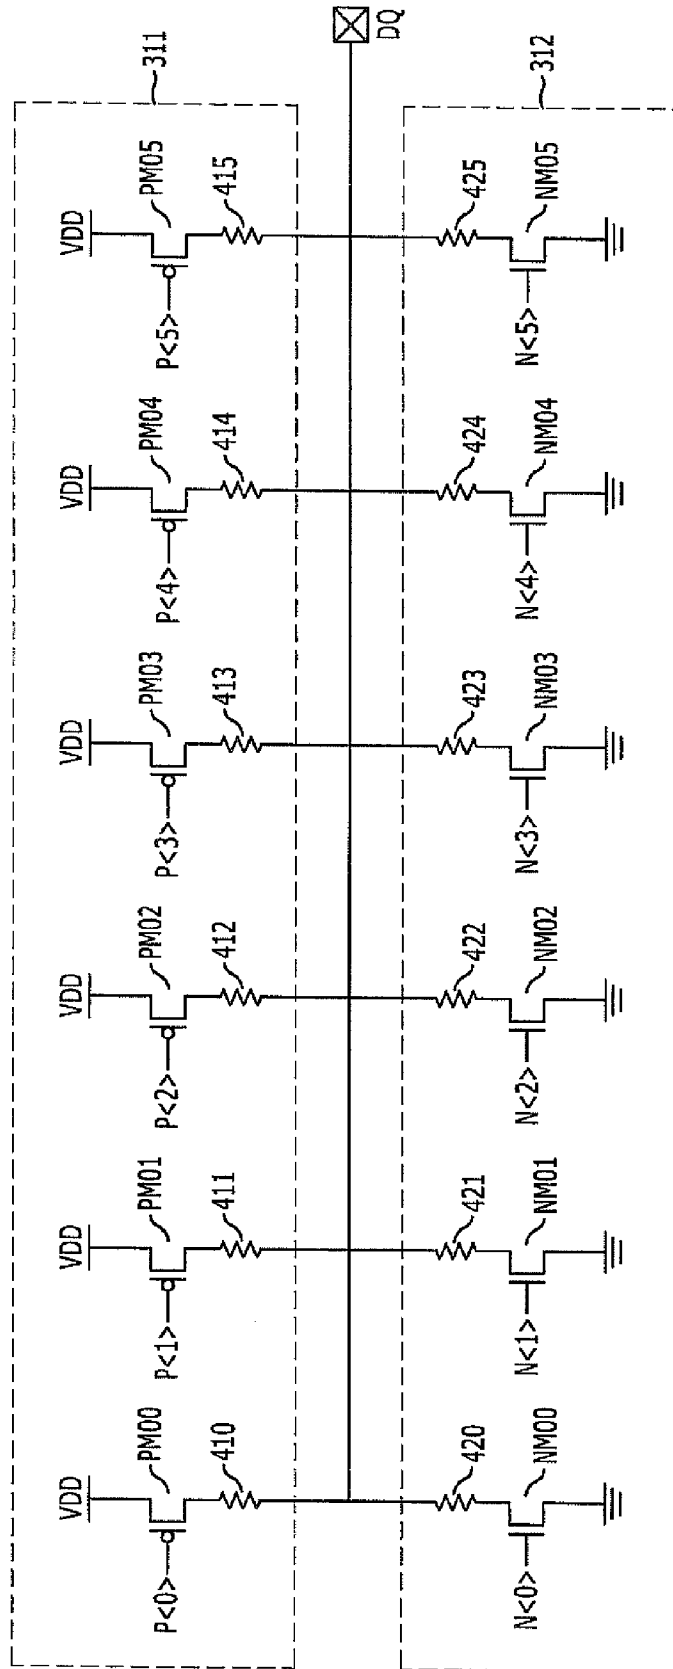 311
VDD VDD VDD VDD VDD VDD
PM00 PM01 PM02 PM03 PM04 PM05
P<0> P<1> P<2> P<3> P<4> P<5>
410 411 412 413 414 415
DQ
312
420 421 422 423 424 425
NM00 NM01 NM02 NM03 NM04 NM05
N<0> N<1> N<2> N<3> N<4> N<5>